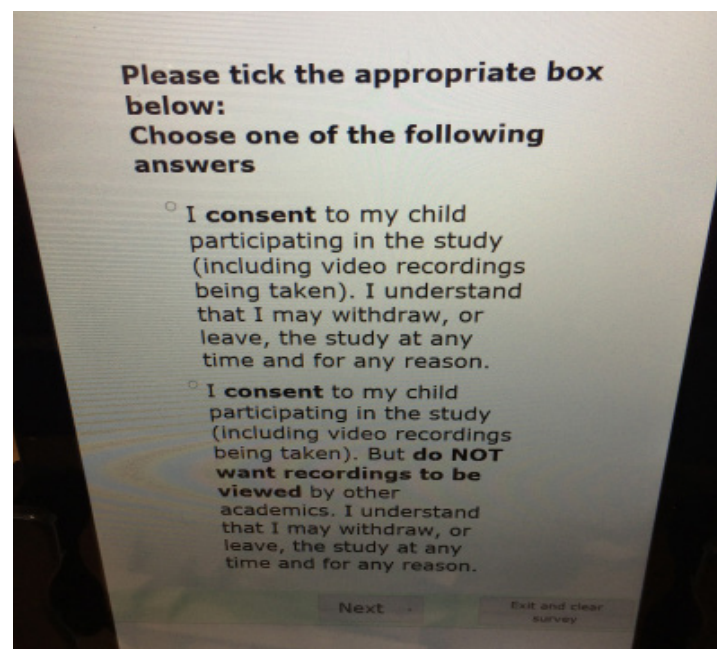 Please tick the appropriate box
below:
Choose one of the following
answers
I consent to my child
participating in the study
(including video recordings
being taken). I understand
that I may withdraw, or
leave, the study at any
time and for any reason.
I consent to my child
participating in the study
(including video recordings
being taken). But do NOT
want recordings to be
viewed by other
academics. I understand
that I may withdraw, or
leave, the study at any
time and for any reason.
Next
Exit and clear
survey